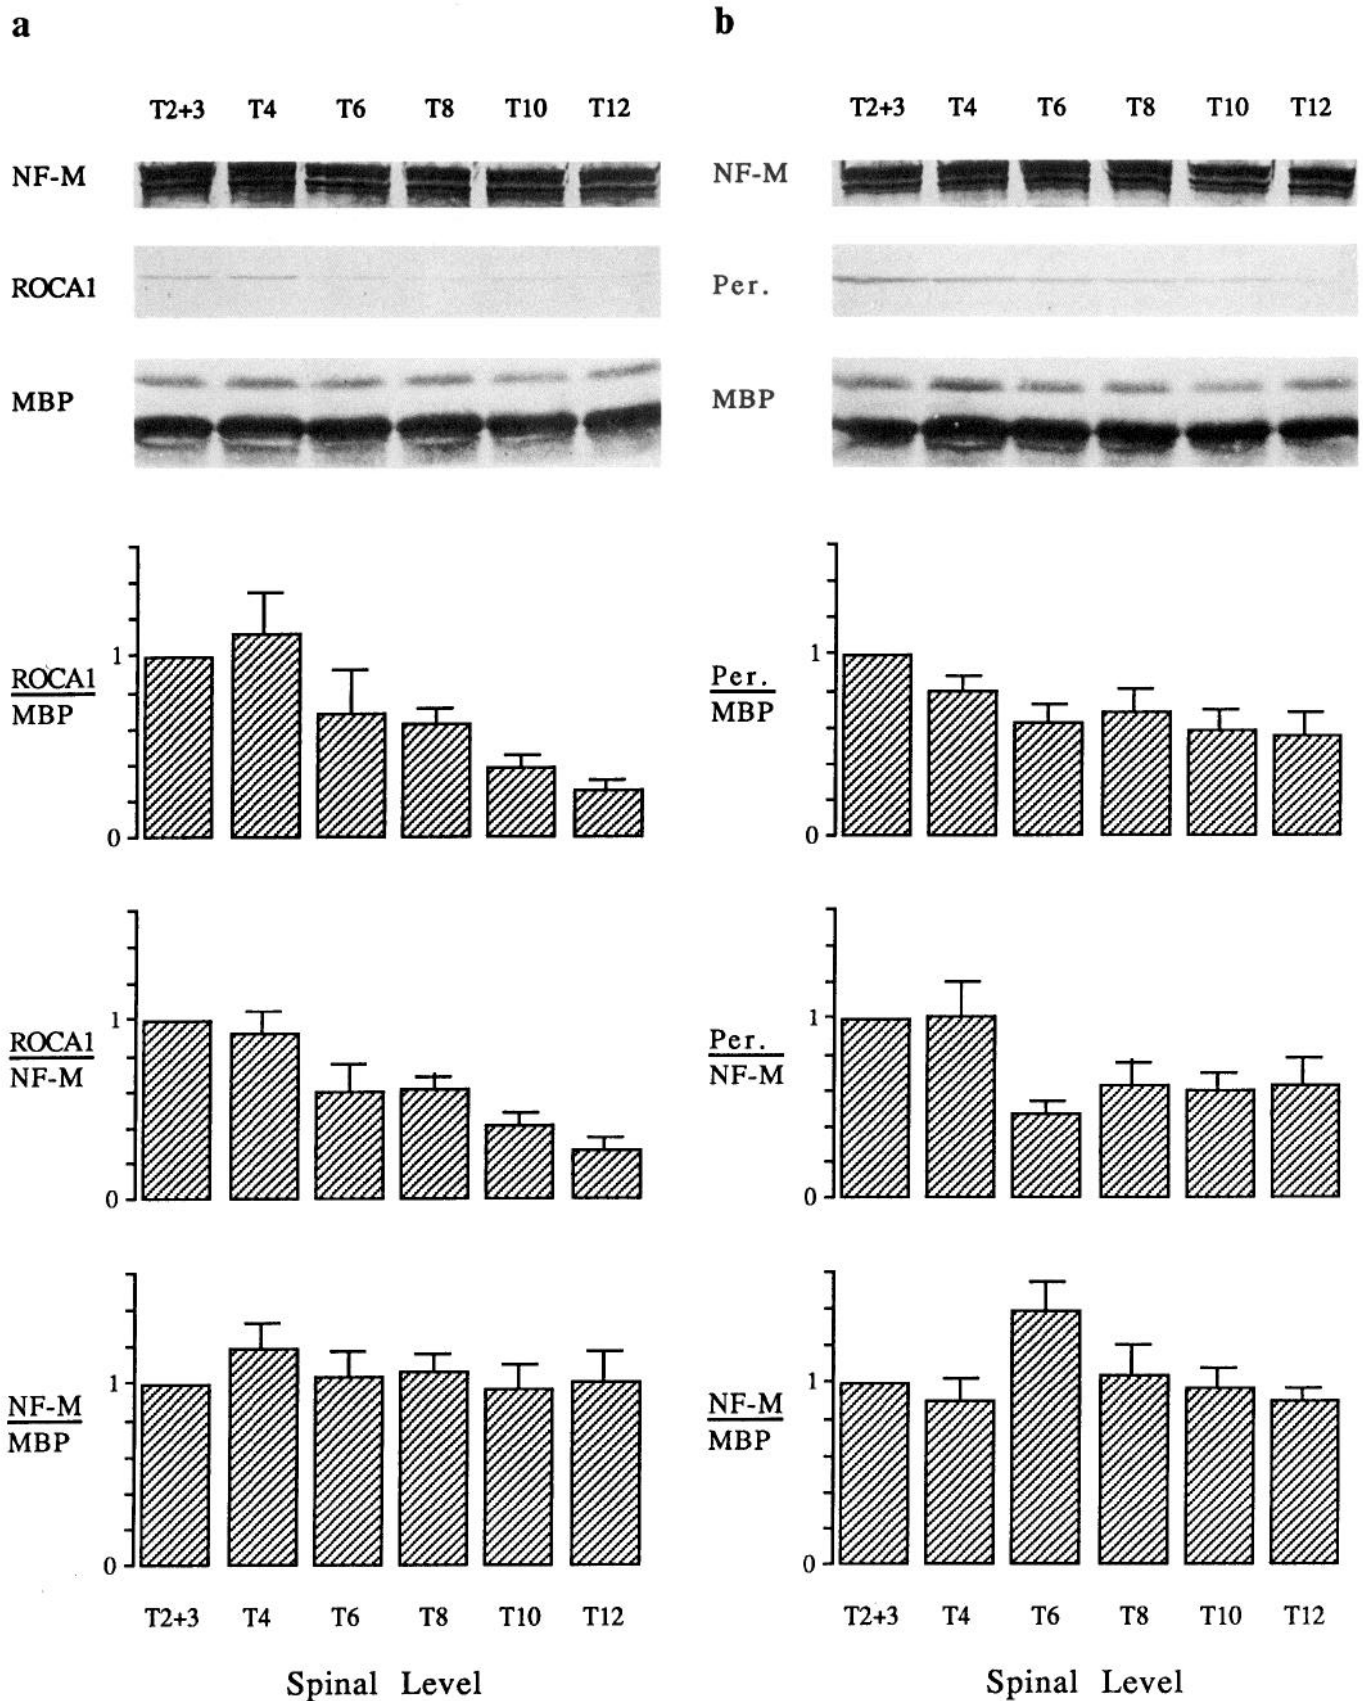 a
T2+3 T4 T6 T8 T10 T12
NF-M
ROCA1
MBP
1
ROCA1
MBP
0
1
ROCA1
NF-M
0
1
NF-M
MBP
0
T2+3 T4 T6 T8 T10 T12
Spinal Level
b
T2+3 T4 T6 T8 T10 T12
NF-M
Per.
MBP
1
Per.
MBP
0
1
Per.
NF-M
0
1
NF-M
MBP
0
T2+3 T4 T6 T8 T10 T12
Spinal Level